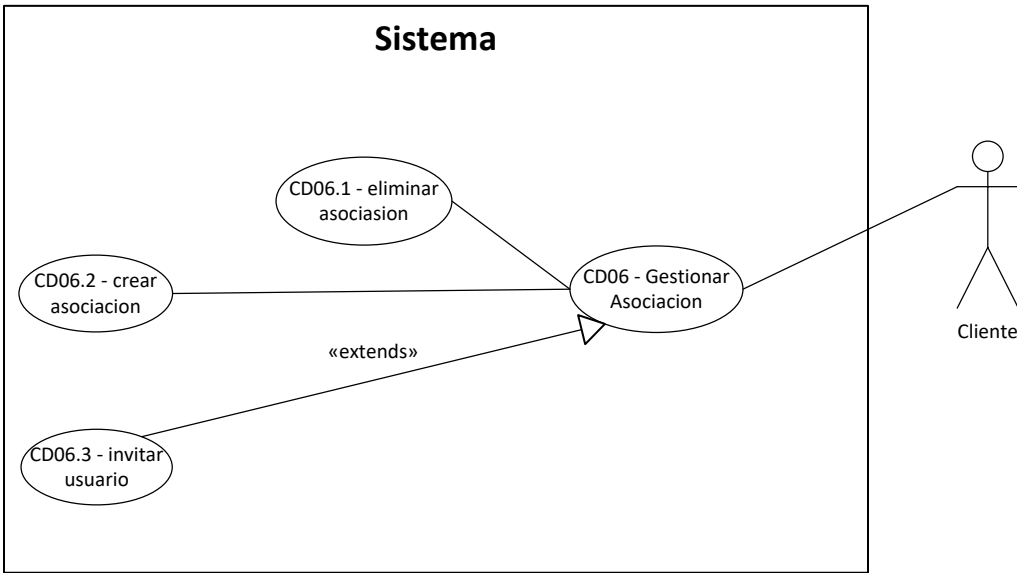 Sistema
CD06.1 - eliminar
asociasion
CD06.2 - crear
asociacion
CD06 - Gestionar
Asociacion
«extends»
Cliente
CD06.3 - invitar
usuario